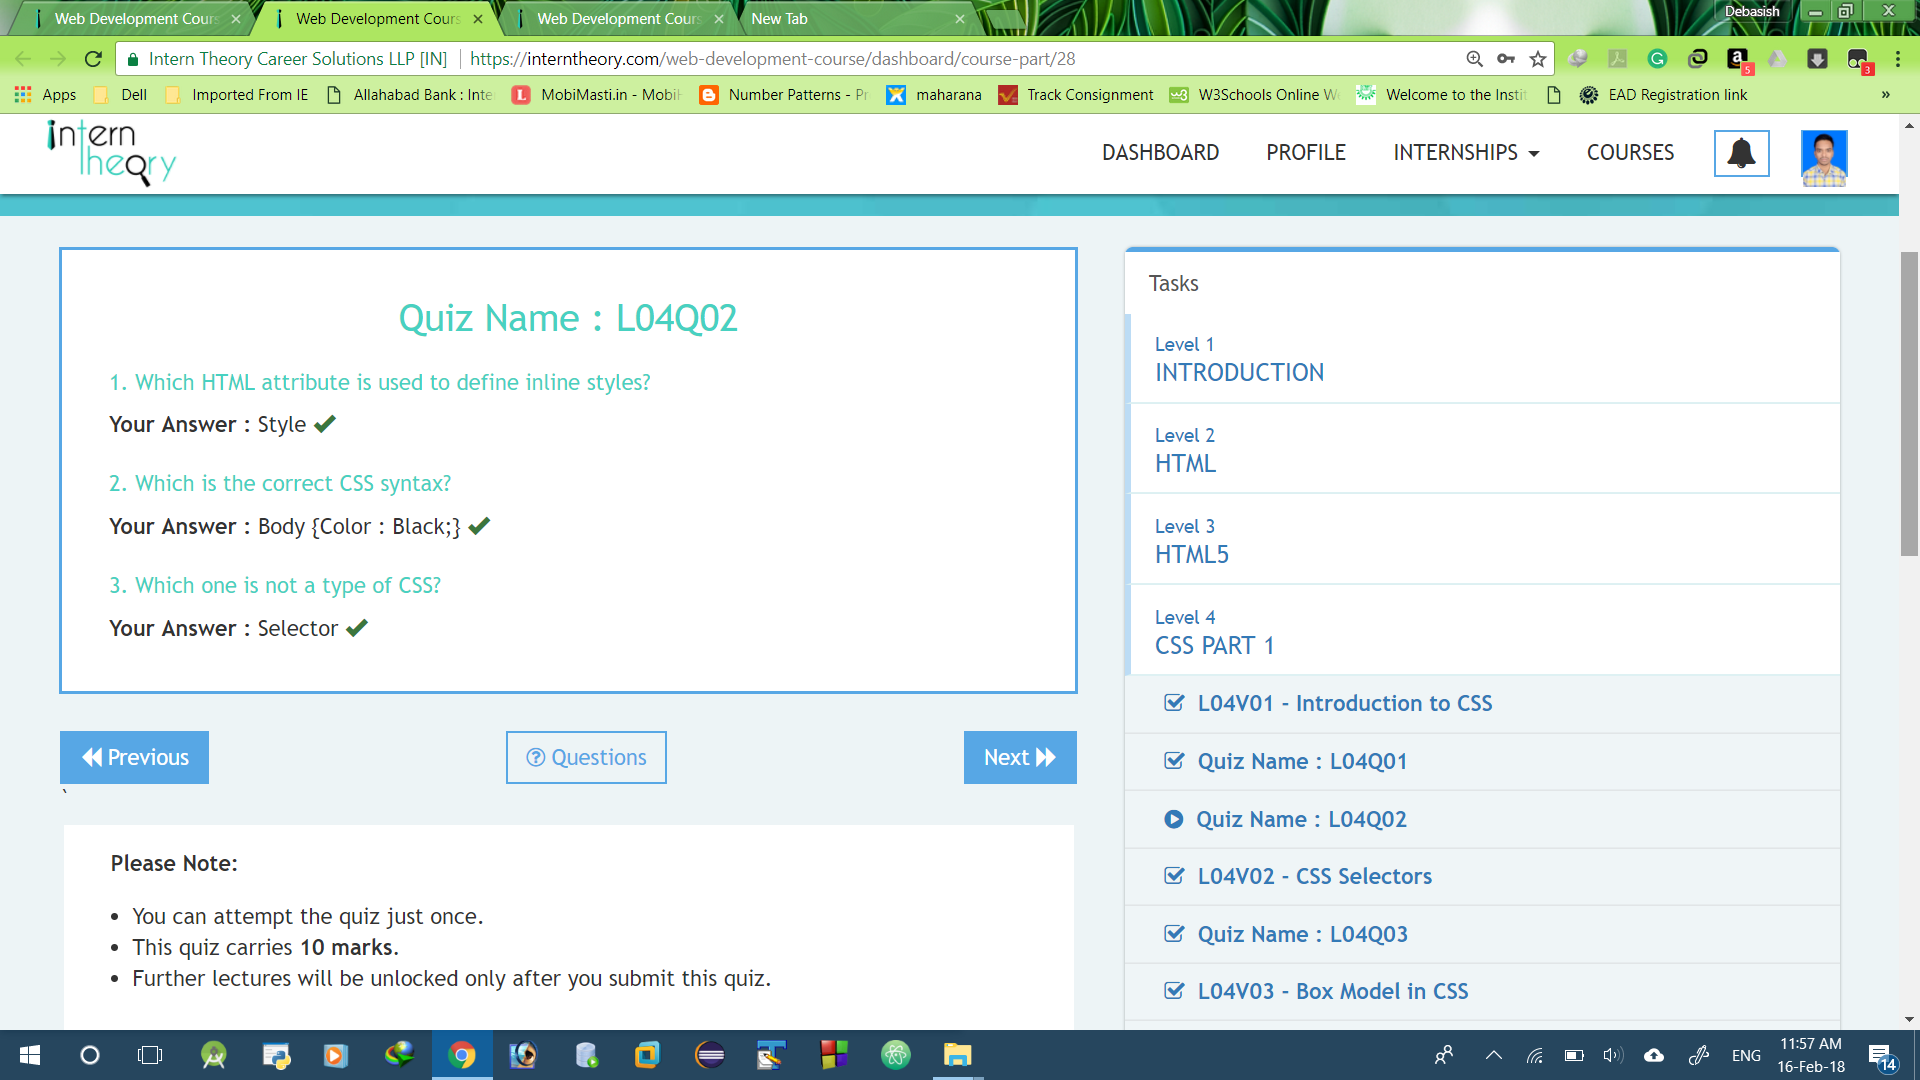 Web Development Cour
Web Development Cours
Web Development Cours
New Tab
Debasish
Intern Theory Career Solutions LLP [IN]
https://interntheory.com/web-development-course/dashboard/course-part/28
Apps
Dell
Imported From IE
Allahabad Bank : Inte
MobiMasti.in - Mobi
Number Patterns - Pr
maharana
Track Consignment
W3Schools Online W
Welcome to the Instit
EAD Registration link
»
intern
Theory
DASHBOARD
PROFILE
INTERNSHIPS
COURSES
Quiz Name : L04Q02
1. Which HTML attribute is used to define inline styles?
Your Answer : Style
2. Which is the correct CSS syntax?
Your Answer : Body {Color : Black;}
3. Which one is not a type of CSS?
Your Answer : Selector
Previous
Questions
Next
`
Please Note:
• You can attempt the quiz just once.
• This quiz carries 10 marks.
• Further lectures will be unlocked only after you submit this quiz.
Tasks
Level 1
INTRODUCTION
Level 2
HTML
Level 3
HTML5
Level 4
CSS PART 1
L04V01 - Introduction to CSS
Quiz Name : L04Q01
Quiz Name : L04Q02
L04V02 - CSS Selectors
Quiz Name : L04Q03
L04V03 - Box Model in CSS
ENG
11:57 AM
16-Feb-18
14